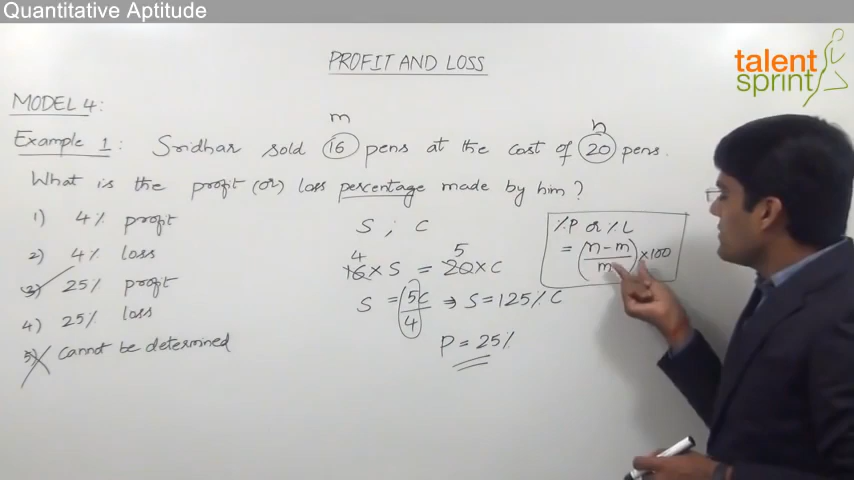 Quantitative Aptitude
talent
sprint
PROFIT AND LOSS
MODEL 4:
m
n
Example 1: Sridhar sold 16 pens at the cost of 20 pens.
What is the profit (or) loss percentage made by him?
1) 4% profit
2) 4% loss
3) 25% profit
4) 25% loss
5) Cannot be determined
S ; C
4 5
16 × S = 20 × C
S = 5C/4 ⇒ S = 125% C
P = 25%
% P or % L
= (n - m / m) × 100